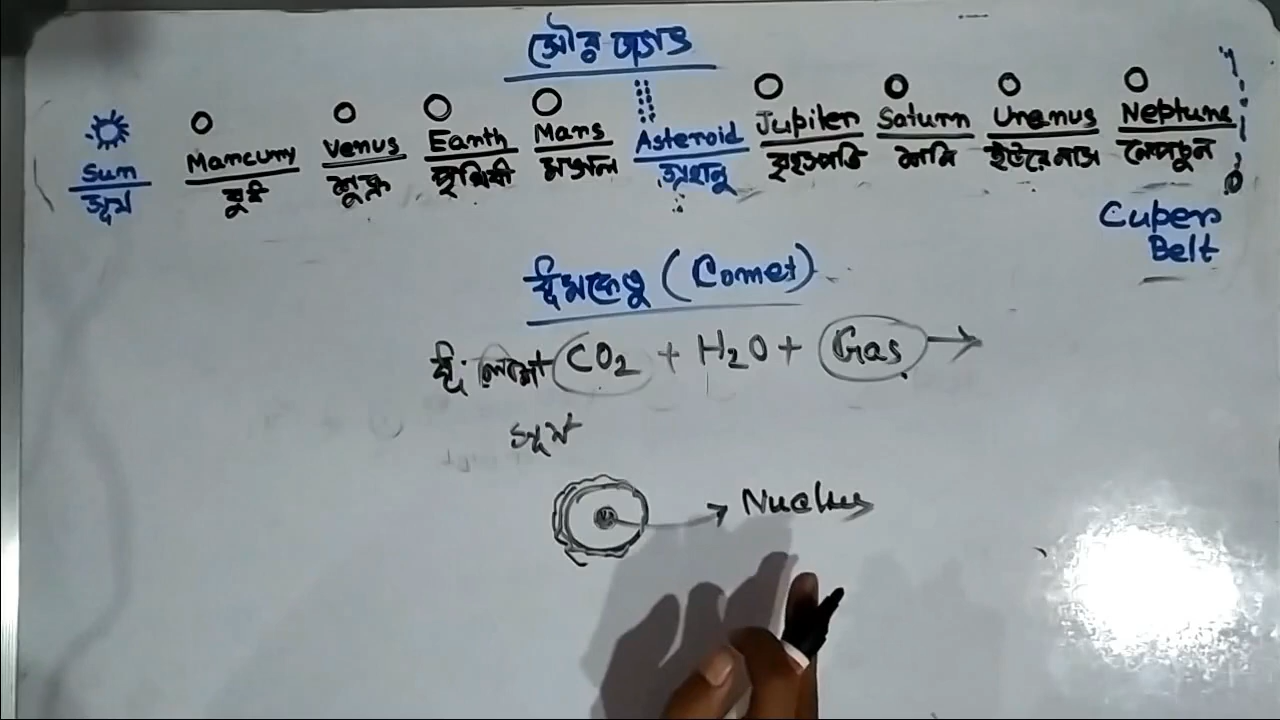 সৌর জগৎ
Sun Mercury Venus Earth Mars Asteroid Jupiter Saturn Uranus Neptune
সূর্য বুধ শুক্র পৃথিবী মঙ্গল গ্রহানু বৃহস্পতি শনি ইউরেনাস নেপচুন
Cuper
Belt
ধূমকেতু (Comet)
CO2 + H2O + Gas →
সূর্য
→ Nucleus